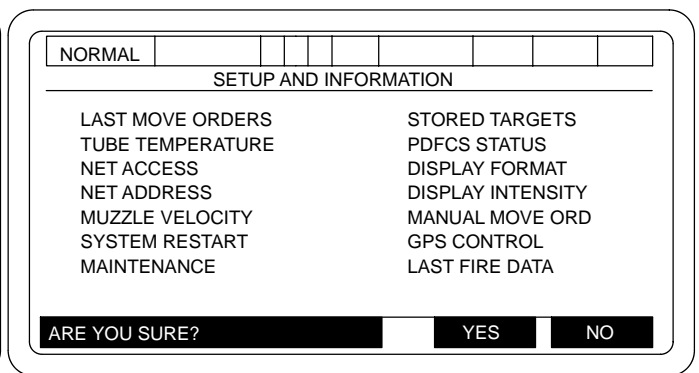 NORMAL
SETUP AND INFORMATION
LAST MOVE ORDERS
TUBE TEMPERATURE
NET ACCESS
NET ADDRESS
MUZZLE VELOCITY
SYSTEM RESTART
MAINTENANCE
STORED TARGETS
PDFCS STATUS
DISPLAY FORMAT
DISPLAY INTENSITY
MANUAL MOVE ORD
GPS CONTROL
LAST FIRE DATA
ARE YOU SURE? YES NO